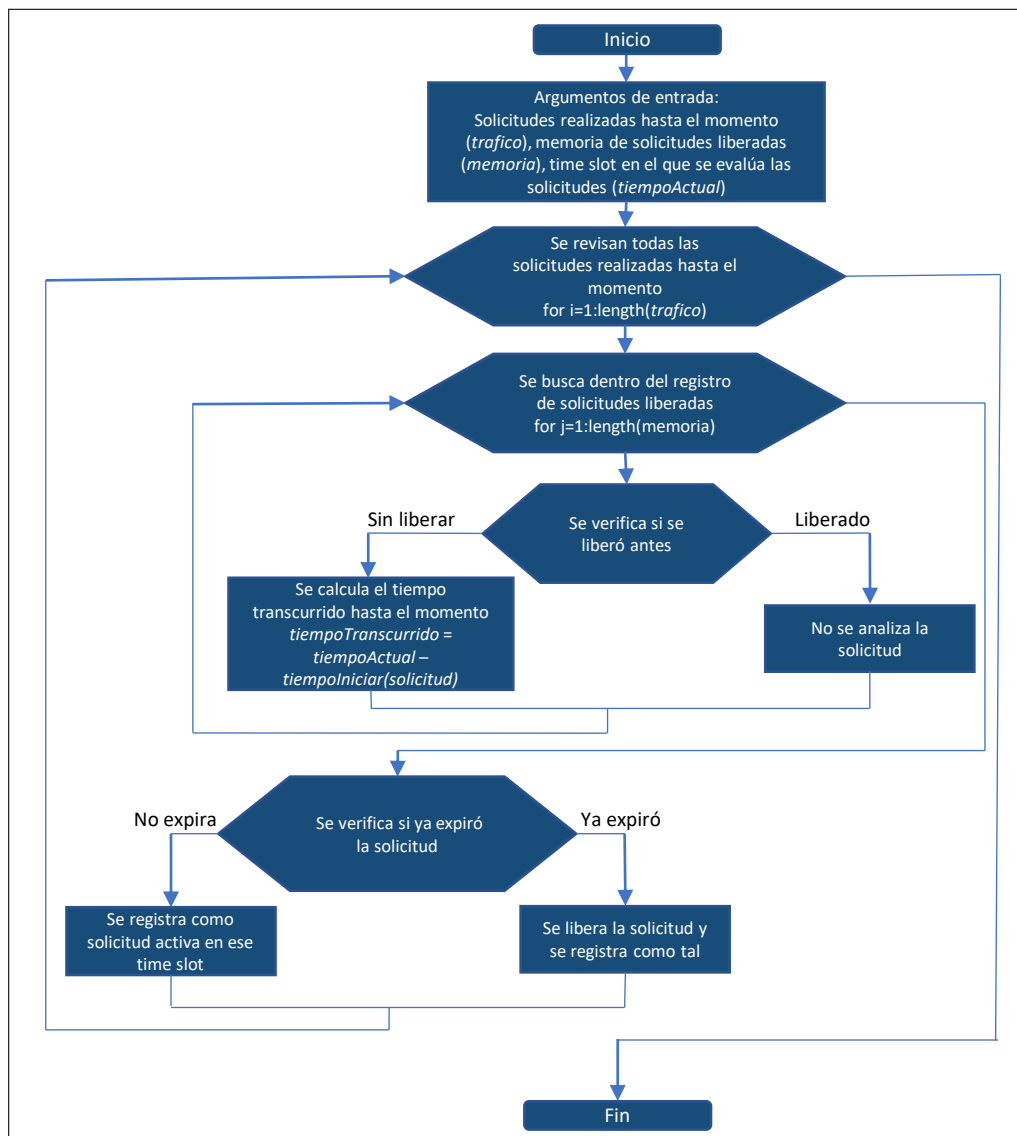 Inicio
Argumentos de entrada:
Solicitudes realizadas hasta el momento
(trafico), memoria de solicitudes liberadas
(memoria), time slot en el que se evalúa las
solicitudes (tiempoActual)
Se revisan todas las
solicitudes realizadas hasta el
momento
for i=1:length(trafico)
Se busca dentro del registro
de solicitudes liberadas
for j=1:length(memoria)
Sin liberar
Se verifica si se
liberó antes
Liberado
Se calcula el tiempo
transcurrido hasta el momento
tiempoTranscurrido =
tiempoActual –
tiempoIniciar(solicitud)
No se analiza la
solicitud
No expira
Se verifica si ya expiró
la solicitud
Ya expiró
Se registra como
solicitud activa en ese
time slot
Se libera la solicitud y
se registra como tal
Fin